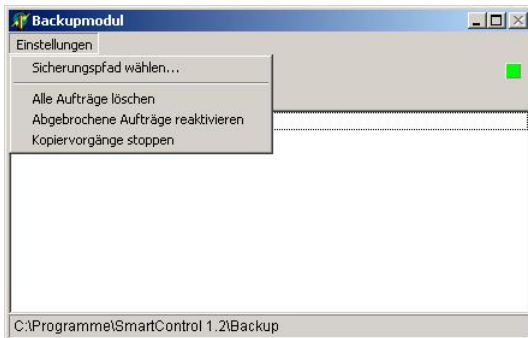 Backupmodul
Einstellungen
Sicherungspfad wählen...
Alle Aufträge löschen
Abgebrochene Aufträge reaktivieren
Kopiervorgänge stoppen
C:\Programme\SmartControl 1.2\Backup